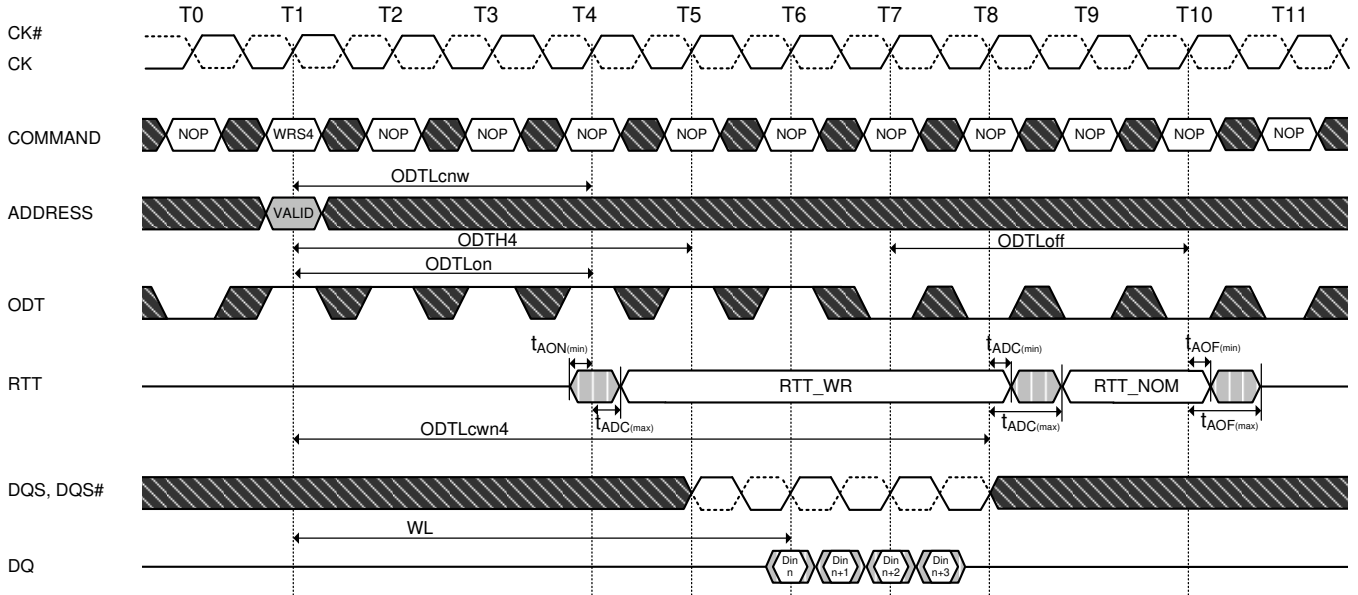 T0 T1 T2 T3 T4 T5 T6 T7 T8 T9 T10 T11
CK#
CK
COMMAND NOP WRS4 NOP NOP NOP NOP NOP NOP NOP NOP NOP NOP
ODTLcnw
ADDRESS VALID
ODTH4 ODTLoff
ODTLon
ODT
tAON(min) tADC(min) tAOF(min)
RTT RTT_WR RTT_NOM
tADC(max) tADC(max) tAOF(max)
ODTLcwn4
DQS, DQS#
WL
DQ Din n Din n+1 Din n+2 Din n+3